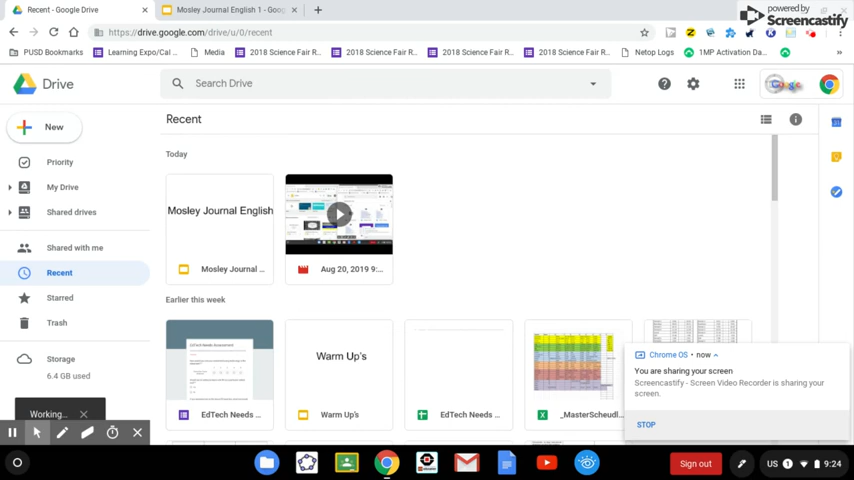 Recent - Google Drive
Mosley Journal English 1 - Goog
powered by
Screencastify
https://drive.google.com/drive/u/0/recent
PUSD Bookmarks
Learning Expo/Cal
Media
2018 Science Fair R...
2018 Science Fair R...
2018 Science Fair R...
2018 Science Fair R...
Netop Logs
1MP Activation Da...
Drive
Search Drive
Google
New
Recent
Priority
Today
My Drive
Mosley Journal English
Shared drives
Shared with me
Mosley Journal ...
Aug 20, 2019 9:...
Recent
Earlier this week
Starred
Trash
EdTech Needs Assessment
Warm Up's
Storage
6.4 GB used
Chrome OS • now
You are sharing your screen
Screencastify - Screen Video Recorder is sharing your
screen.
STOP
Working...
EdTech Needs ...
Warm Up's
EdTech Needs ...
_MasterScheudl...
Sign out
US
1
9:24